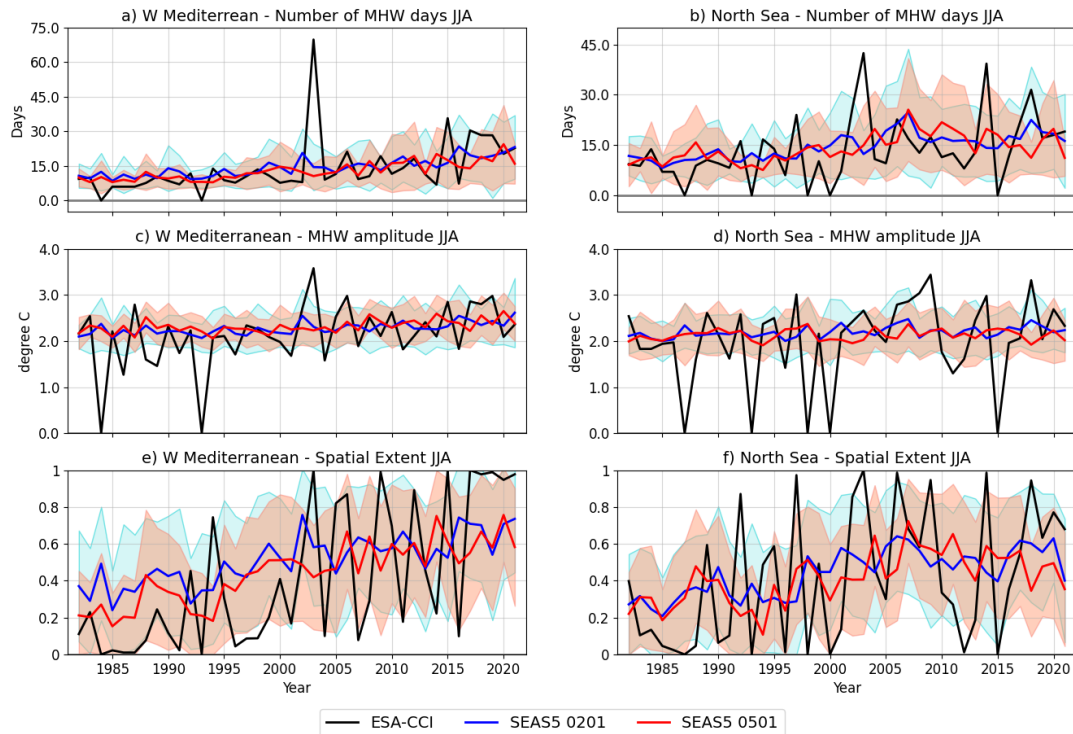 a) W Mediterrean - Number of MHW days JJA
75.0
60.0
45.0
30.0
15.0
0.0
Days
b) North Sea - Number of MHW days JJA
45.0
30.0
15.0
0.0
Days
c) W Mediterranean - MHW amplitude JJA
4.0
3.0
2.0
1.0
0.0
degree C
d) North Sea - MHW amplitude JJA
4.0
3.0
2.0
1.0
0.0
degree C
e) W Mediterranean - Spatial Extent JJA
1
0.8
0.6
0.4
0.2
0
1985 1990 1995 2000 2005 2010 2015 2020
Year
f) North Sea - Spatial Extent JJA
1
0.8
0.6
0.4
0.2
0
1985 1990 1995 2000 2005 2010 2015 2020
Year
ESA-CCI SEAS5 0201 SEAS5 0501